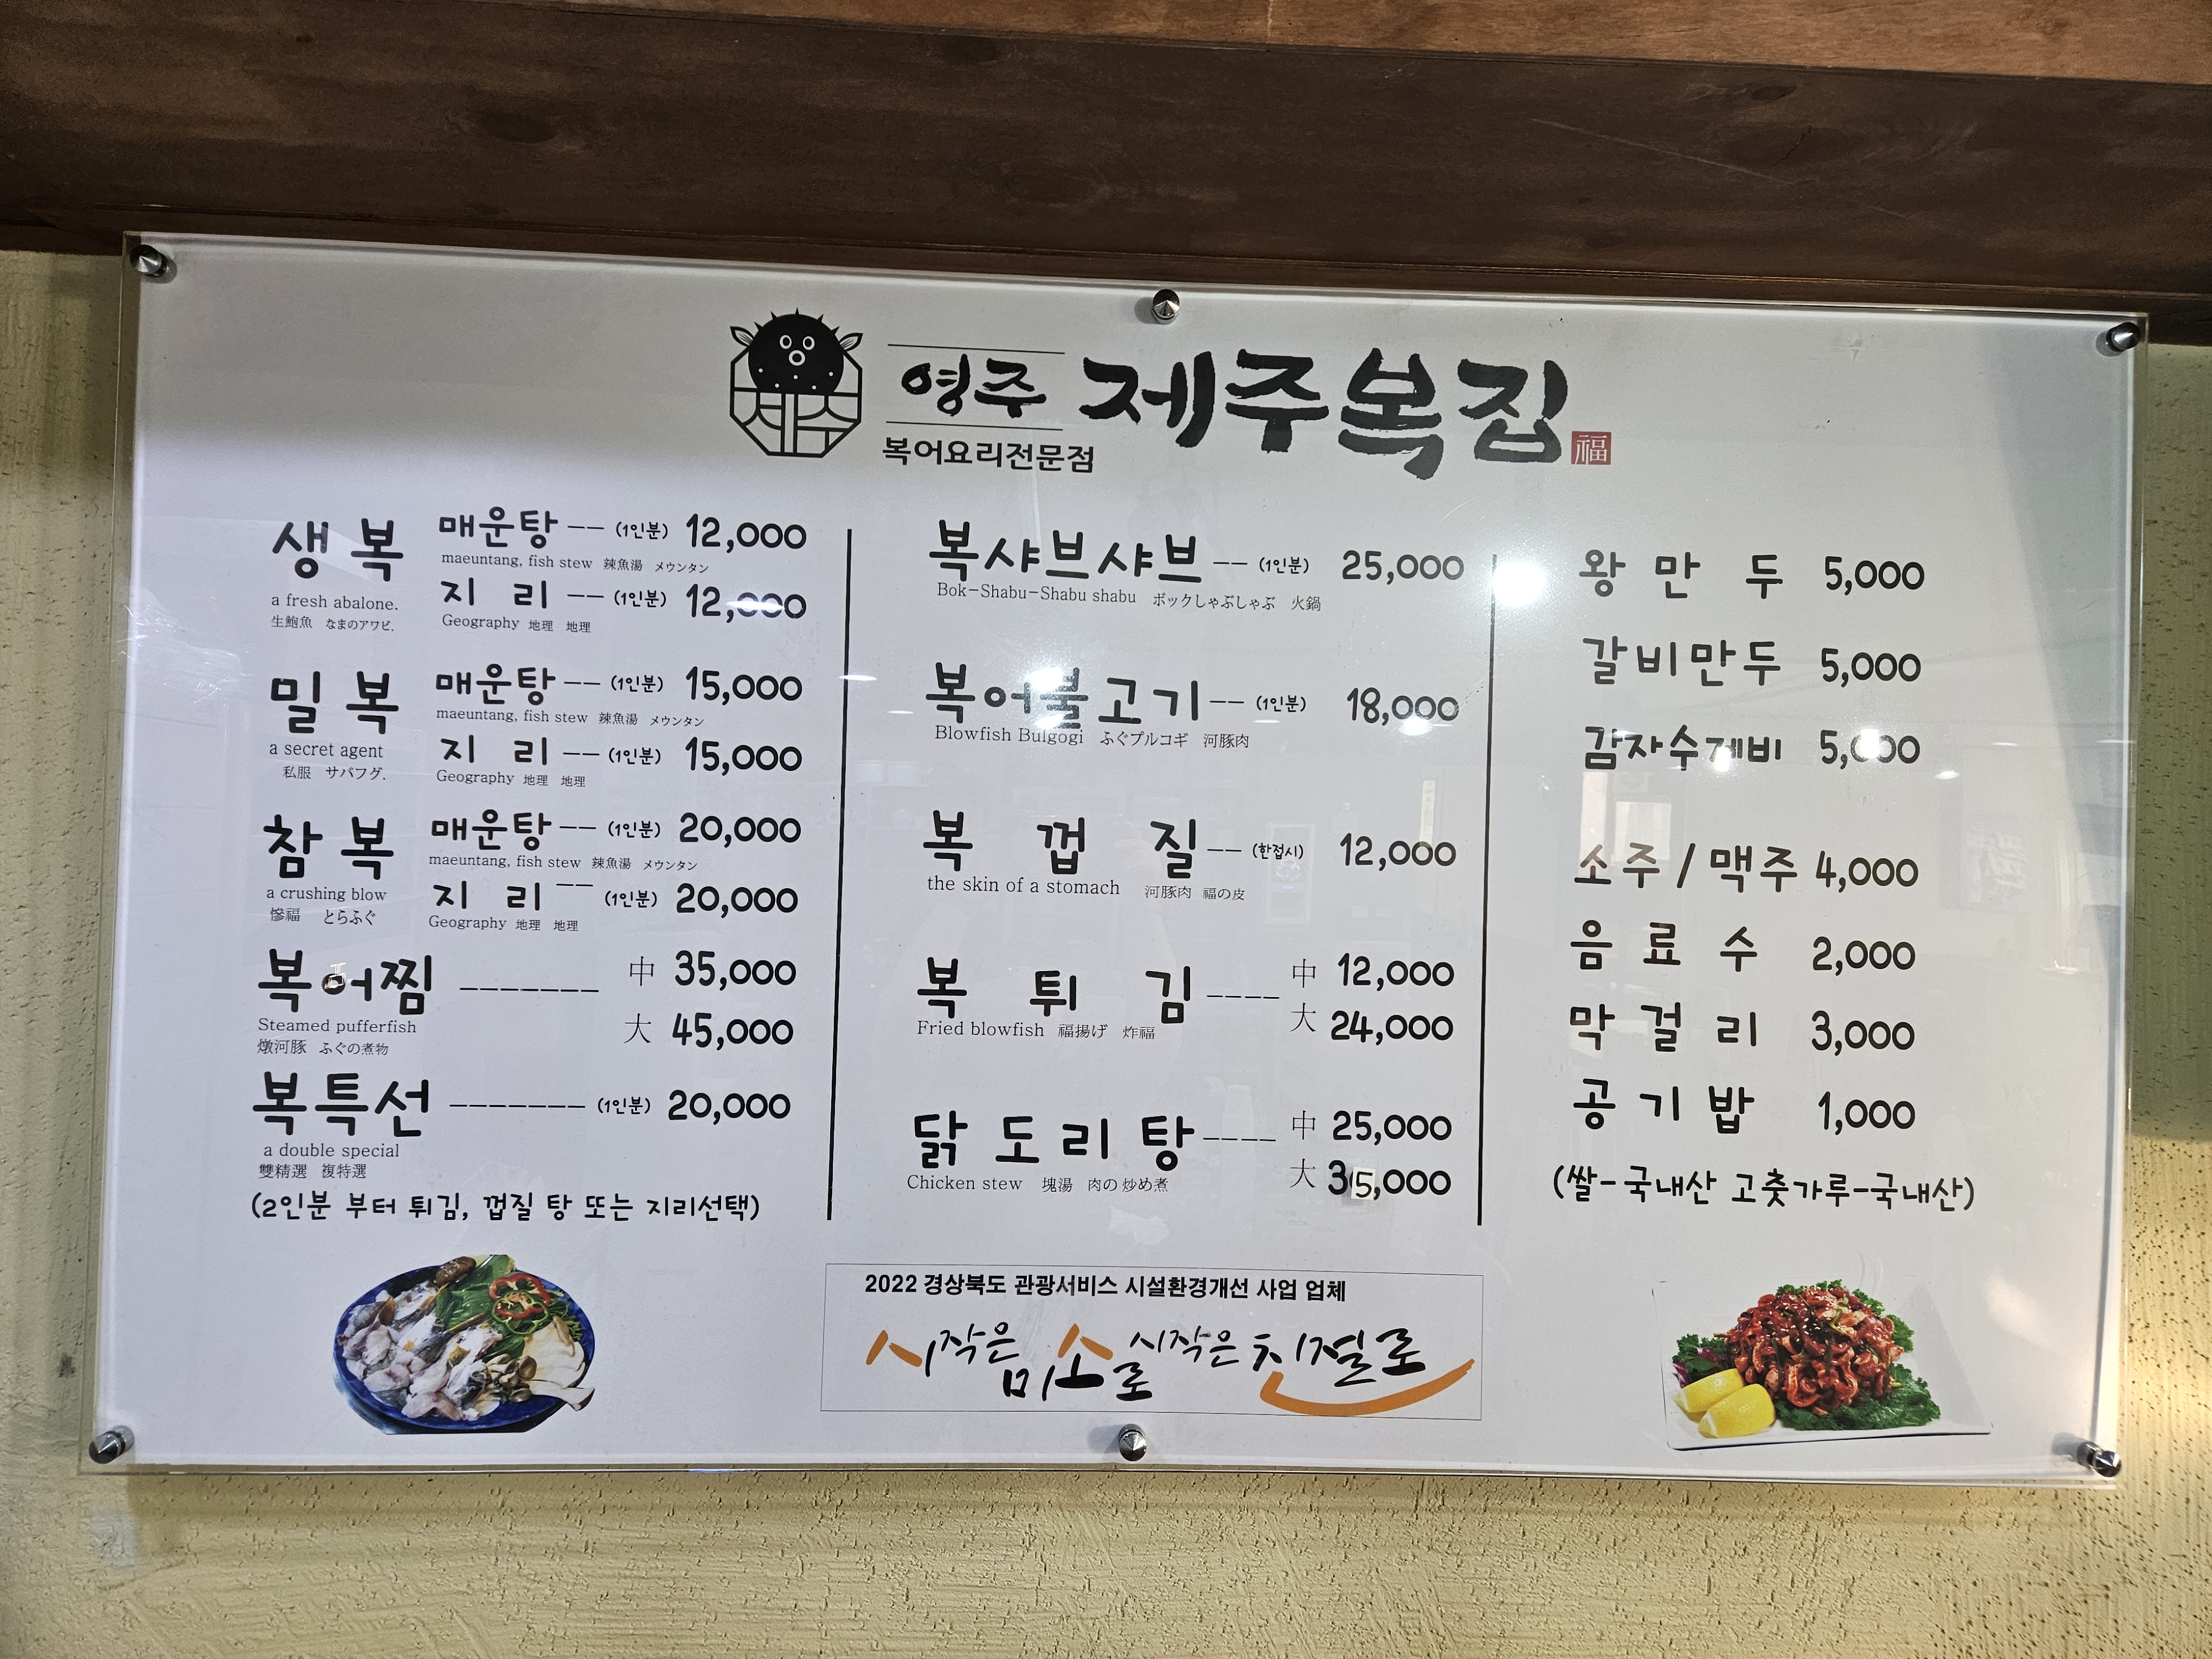 영주 제주복집 福
복어요리전문점
생복 매운탕 -- (1인분) 12,000
maeuntang, fish stew 辣魚湯 メウンタン
지 리 -- (1인분) 12,000
a fresh abalone. Geography 地理 地理
生鮑魚 なまのアワビ.
밀복 매운탕 -- (1인분) 15,000
maeuntang, fish stew 辣魚湯 メウンタン
지 리 -- (1인분) 15,000
a secret agent Geography 地理 地理
私服 サバフグ.
참복 매운탕 -- (1인분) 20,000
maeuntang, fish stew 辣魚湯 メウンタン
지 리 -- (1인분) 20,000
a crushing blow Geography 地理 地理
慘福 とらふぐ
복어찜 ------- 中 35,000
大 45,000
Steamed pufferfish
燉河豚 ふぐの煮物
복특선 ------- (1인분) 20,000
a double special
雙精選 複特選
(2인분 부터 튀김, 껍질 탕 또는 지리선택)
복샤브샤브 -- (1인분) 25,000
Bok-Shabu-Shabu shabu ボックしゃぶしゃぶ 火鍋
복어불고기 -- (1인분) 18,000
Blowfish Bulgogi ふぐプルコギ 河豚肉
복 껍 질 -- (한접시) 12,000
the skin of a stomach 河豚肉 福の皮
복 튀 김 ---- 中 12,000
大 24,000
Fried blowfish 福揚げ 炸福
닭 도 리 탕 ---- 中 25,000
大 35,000
Chicken stew 塊湯 肉の炒め煮
왕 만 두 5,000
갈비만두 5,000
감자수제비 5,000
소주 / 맥주 4,000
음 료 수 2,000
막 걸 리 3,000
공 기 밥 1,000
(쌀-국내산 고춧가루-국내산)
2022 경상북도 관광서비스 시설환경개선 사업 업체
시작은 미소로 시작은 친절로